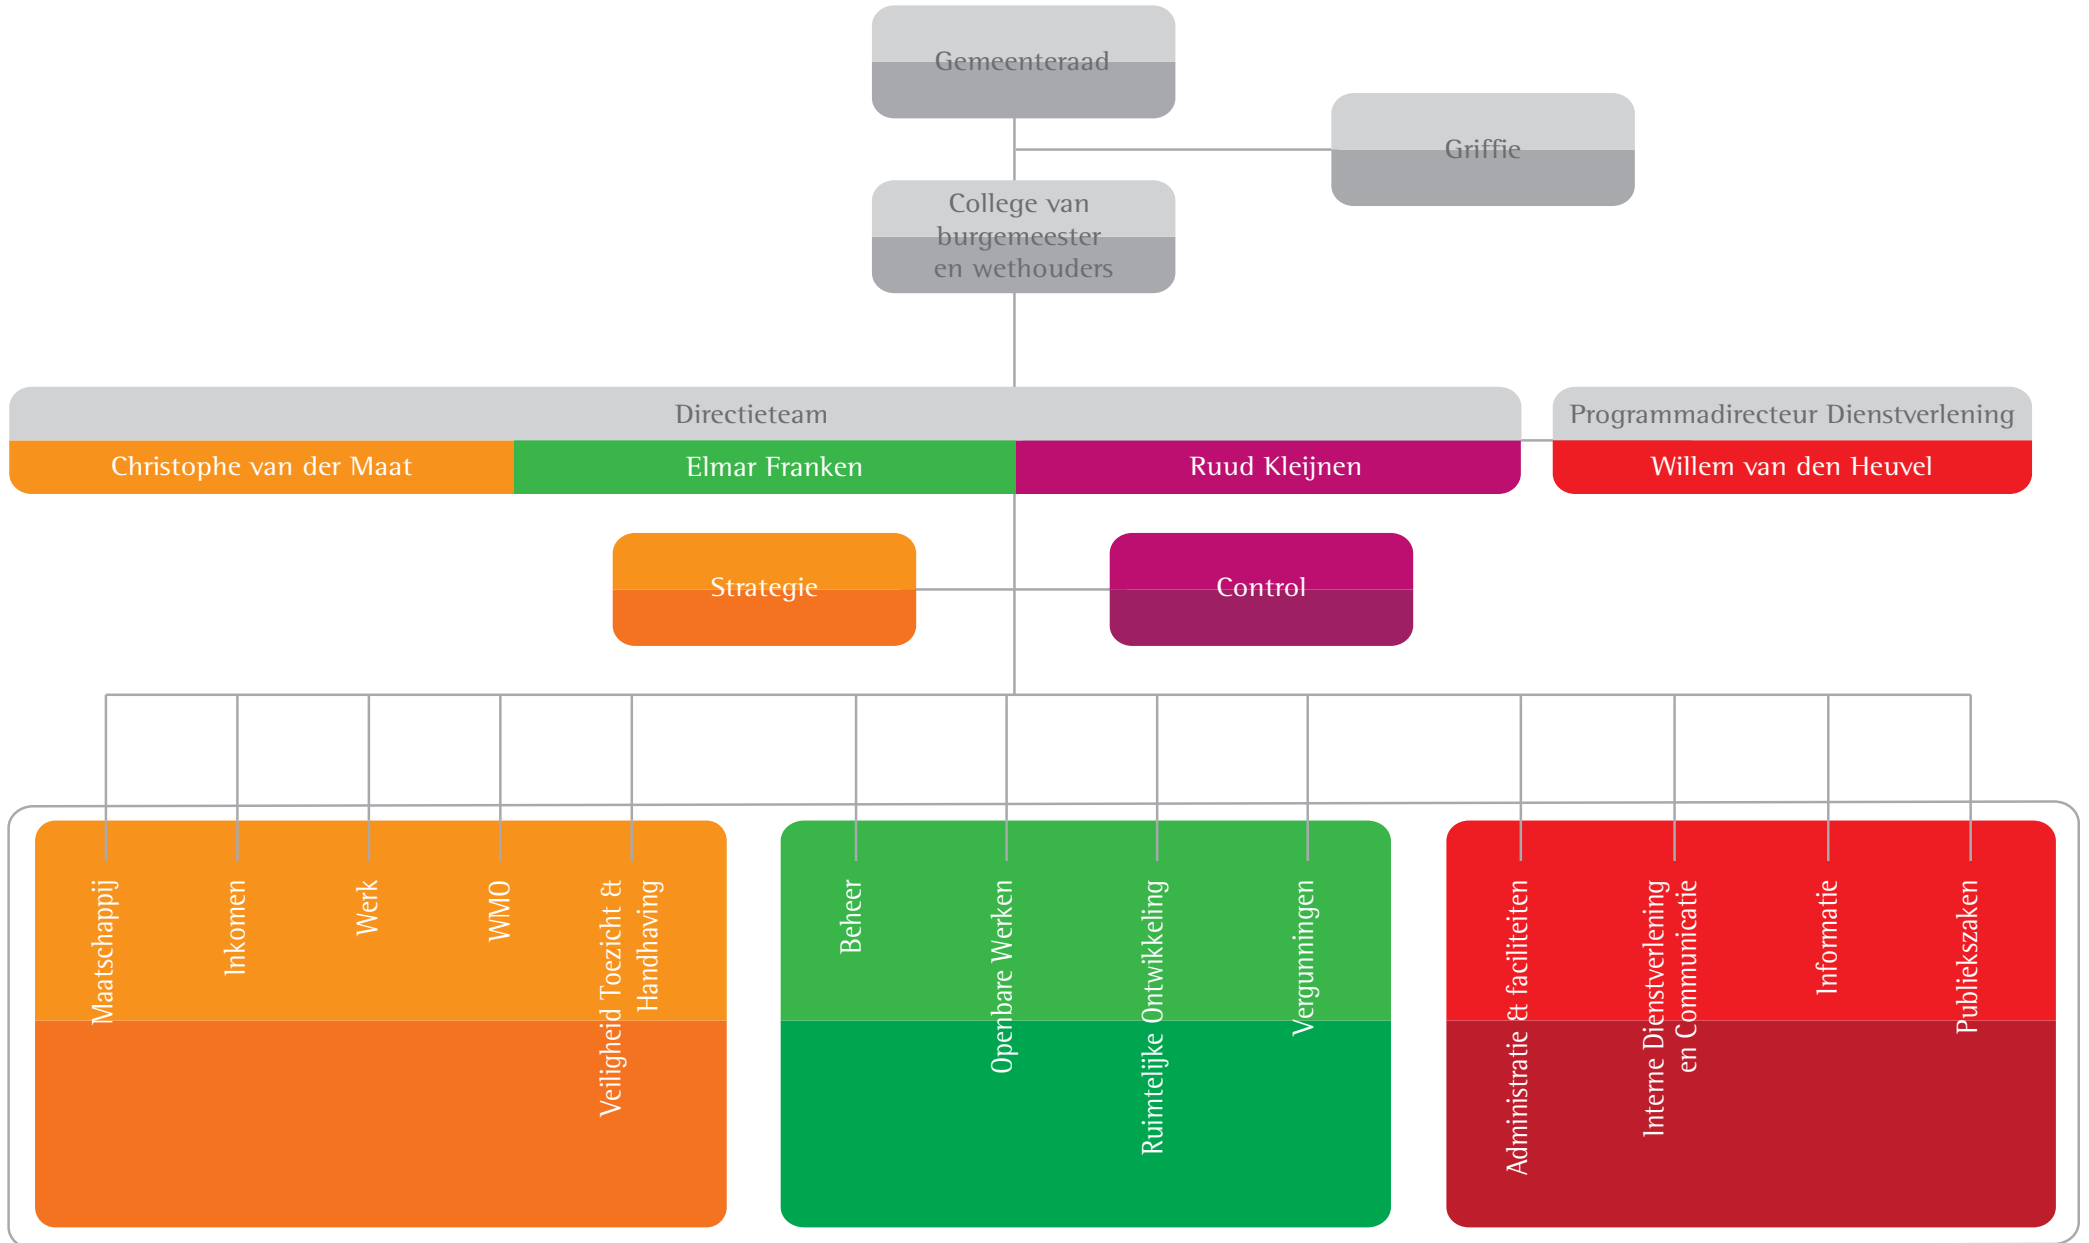 Gemeenteraad
Griffie
College van
burgemeester
en wethouders
Directieteam
Programmadirecteur Dienstverlening
Christophe van der Maat
Elmar Franken
Ruud Kleijnen
Willem van den Heuvel
Strategie
Control
Maatschappij
Inkomen
Werk
WMO
Veiligheid Toezicht &
Handhaving
Beheer
Openbare Werken
Ruimtelijke Ontwikkeling
Vergunningen
Administratie & faciliteiten
Interne Dienstverlening
en Communicatie
Informatie
Publiekszaken